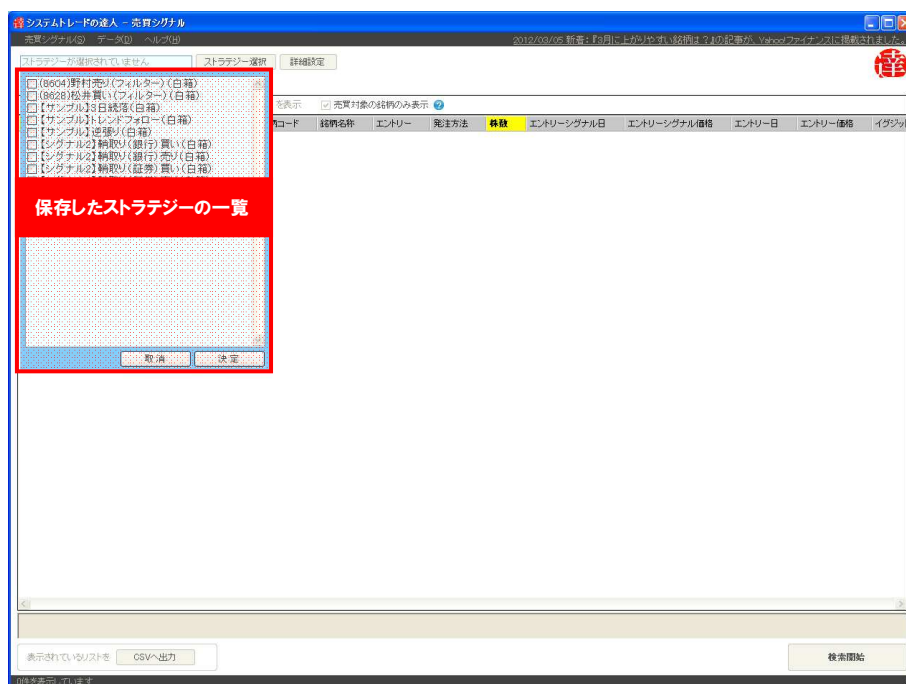 システムトレードの達人 - 売買シグナル
売買シグナル(S) データ(D) ヘルプ(H)
2012/03/05 新着:『3月に上がりやすい銘柄は?』の記事が、Yahoo!ファイナンスに掲載されました。
ストラテジーが選択されていません ストラテジー選択 詳細設定
を表示 売買対象の銘柄のみ表示
コード 銘柄名称 エントリー 発注方法 株数 エントリーシグナル日 エントリーシグナル価格 エントリー日 エントリー価格 イグジッ
(8604)野村売り(フィルター)(白箱)
(8628)松井買い(フィルター)(白箱)
【サンプル】3日続落(白箱)
【サンプル】トレンドフォロー(白箱)
【サンプル】逆張り(白箱)
【シグナル2】鞘取り(銀行)買い(白箱)
【シグナル2】鞘取り(銀行)売り(白箱)
【シグナル2】鞘取り(証券)買い(白箱)
保存したストラテジーの一覧
取消 決定
表示されているリストを CSVへ出力
検索開始
0件を表示しています